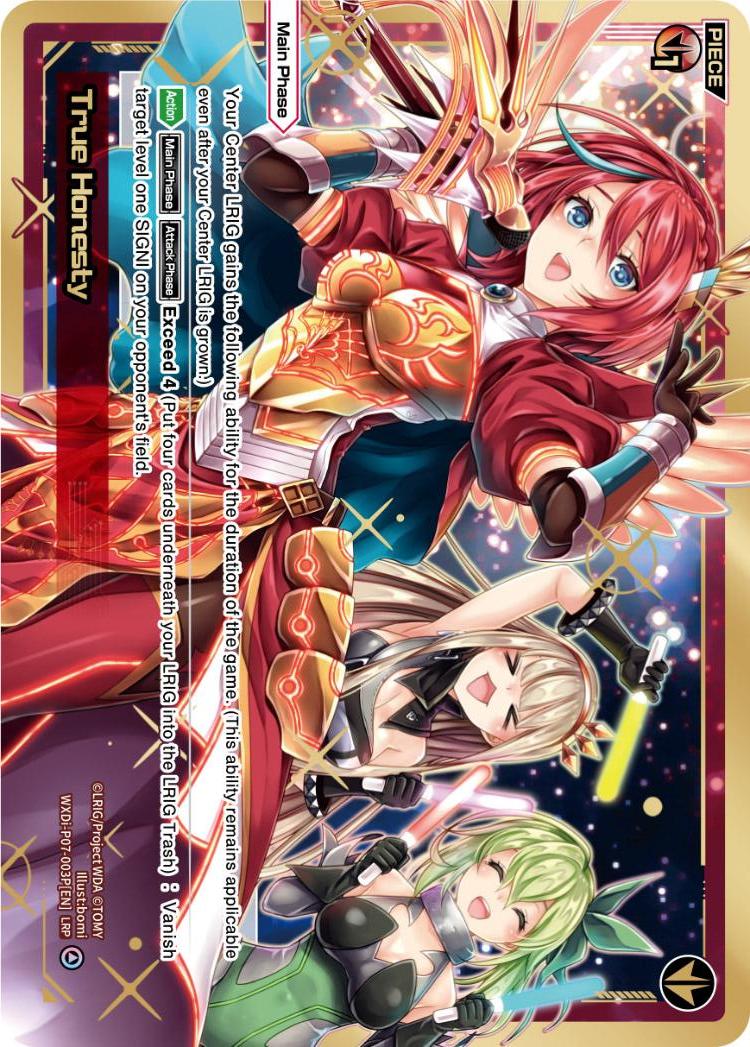 PIECE
1
Main Phase
Your Center LRIG gains the following ability for the duration of the game. (This ability remains applicable
even after your Center LRIG is grown)
Action Main Phase Attack Phase Exceed 4 (Put four cards underneath your LRIG into the LRIG Trash) : Vanish
target level one SIGNI on your opponent's field.
True Honesty
©LRIG/Project WDA ©TOMY
Illust:bomi
WXDi-P07-003P[EN] LRP